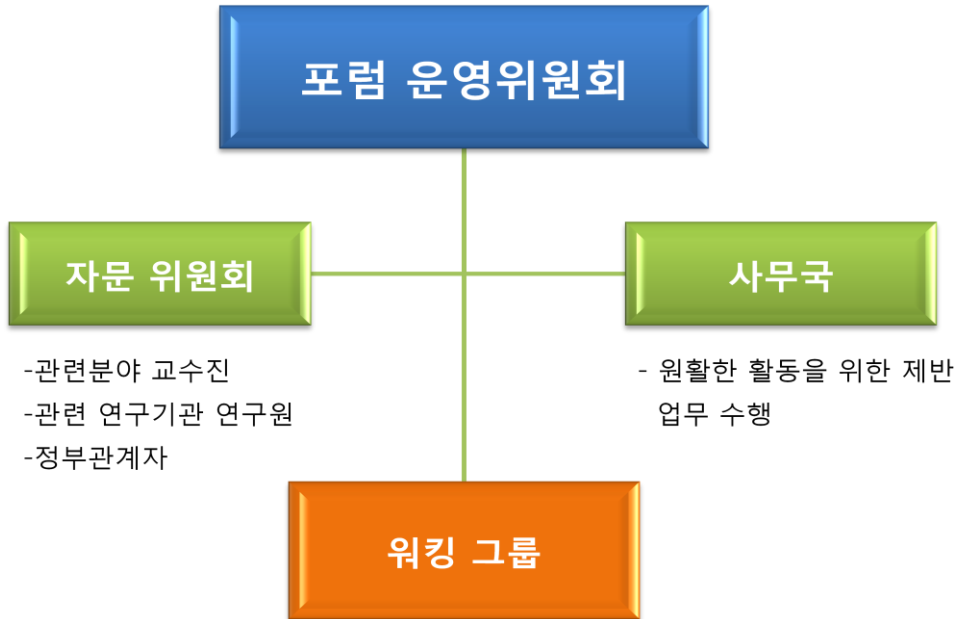 포럼 운영위원회
자문 위원회
-관련분야 교수진
-관련 연구기관 연구원
-정부관계자
사무국
- 원활한 활동을 위한 제반
업무 수행
워킹 그룹